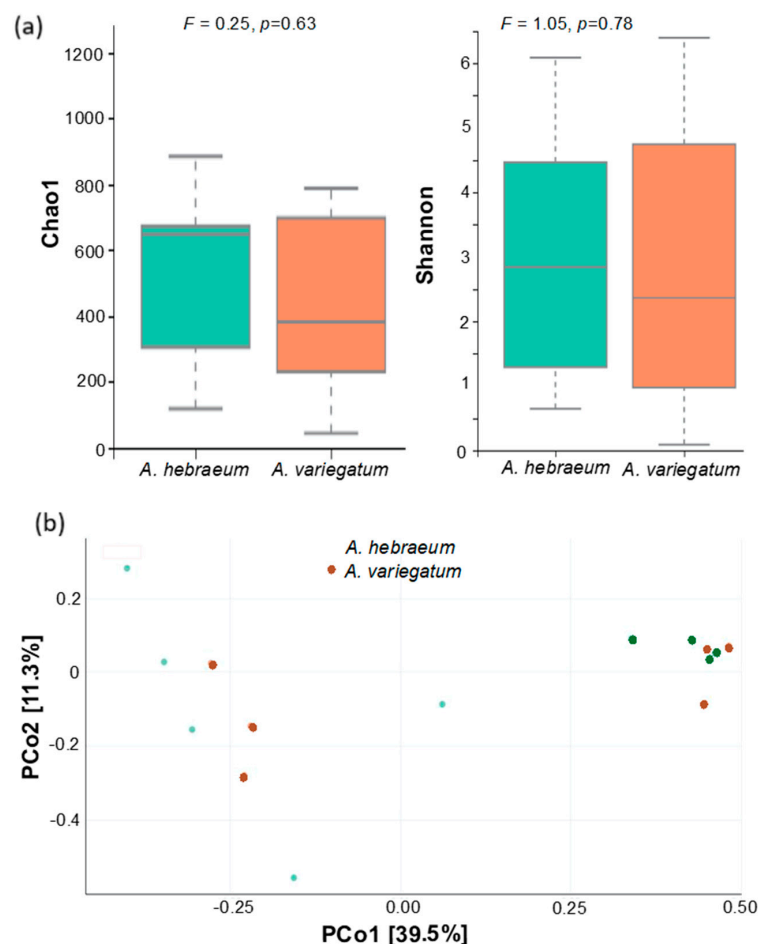 (a)
F = 0.25, p=0.63
Chao1
1200
1000
800
600
400
200
0
A. hebraeum
A. variegatum
F = 1.05, p=0.78
Shannon
6
5
4
3
2
1
0
A. hebraeum
A. variegatum
(b)
A. hebraeum
A. variegatum
PCo2 [11.3%]
0.2
0
-0.2
-0.4
-0.25
0.00
0.25
0.50
PCo1 [39.5%]